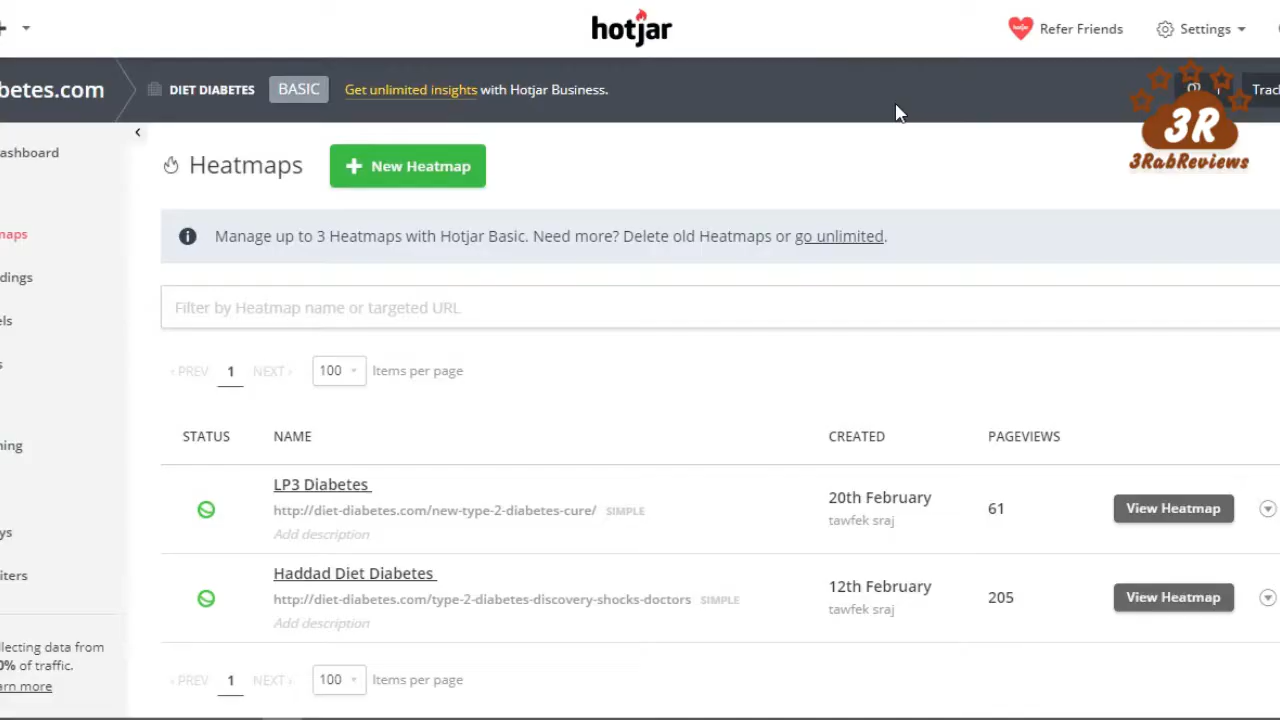 hotjar
Refer Friends
Settings
betes.com
DIET DIABETES
BASIC
Get unlimited insights with Hotjar Business.
Trac
3R
3RabReviews
ashboard
maps
dings
els
s
ning
ys
iters
llecting data from
0% of traffic.
arn more
Heatmaps
+ New Heatmap
Manage up to 3 Heatmaps with Hotjar Basic. Need more? Delete old Heatmaps or go unlimited.
Filter by Heatmap name or targeted URL
‹ PREV 1 NEXT › 100 Items per page
STATUS NAME CREATED PAGEVIEWS
LP3 Diabetes
http://diet-diabetes.com/new-type-2-diabetes-cure/ SIMPLE
Add description
20th February
tawfek sraj
61
View Heatmap
Haddad Diet Diabetes
http://diet-diabetes.com/type-2-diabetes-discovery-shocks-doctors SIMPLE
Add description
12th February
tawfek sraj
205
View Heatmap
‹ PREV 1 NEXT › 100 Items per page